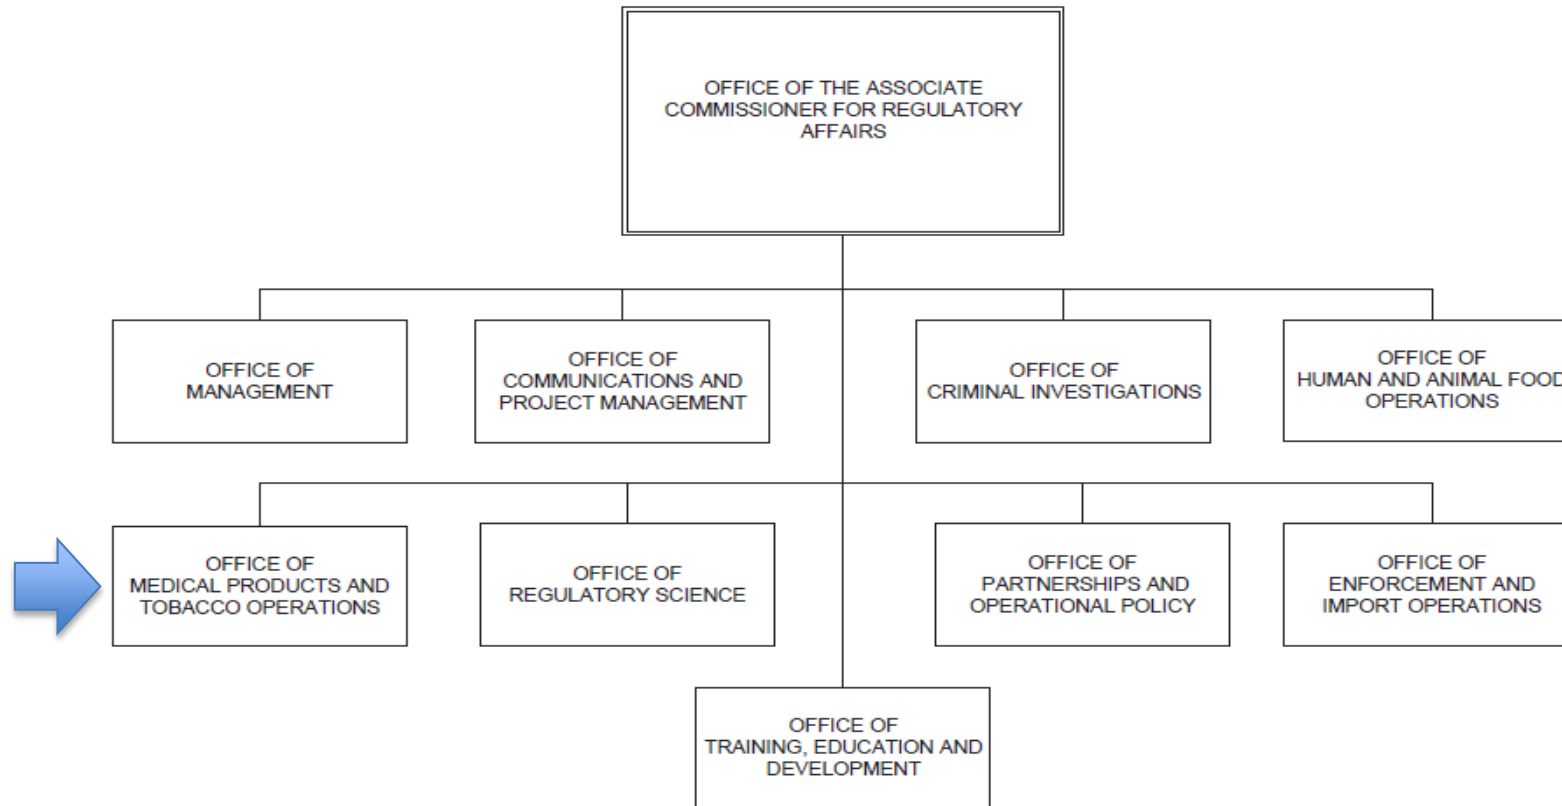 OFFICE OF THE ASSOCIATE
COMMISSIONER FOR REGULATORY
AFFAIRS
OFFICE OF
MANAGEMENT
OFFICE OF
COMMUNICATIONS AND
PROJECT MANAGEMENT
OFFICE OF
CRIMINAL INVESTIGATIONS
OFFICE OF
HUMAN AND ANIMAL FOOD
OPERATIONS
OFFICE OF
MEDICAL PRODUCTS AND
TOBACCO OPERATIONS
OFFICE OF
REGULATORY SCIENCE
OFFICE OF
PARTNERSHIPS AND
OPERATIONAL POLICY
OFFICE OF
ENFORCEMENT AND
IMPORT OPERATIONS
OFFICE OF
TRAINING, EDUCATION AND
DEVELOPMENT